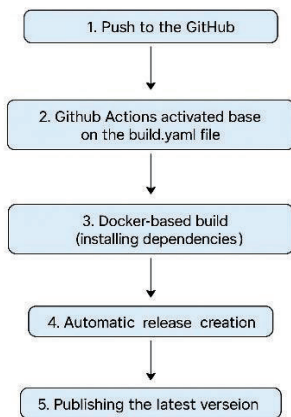 1. Push to the GitHub
2. Github Actions activated base
on the build.yaml file
3. Docker-based build
(installing dependencies)
4. Automatic release creation
5. Publishing the latest verseion